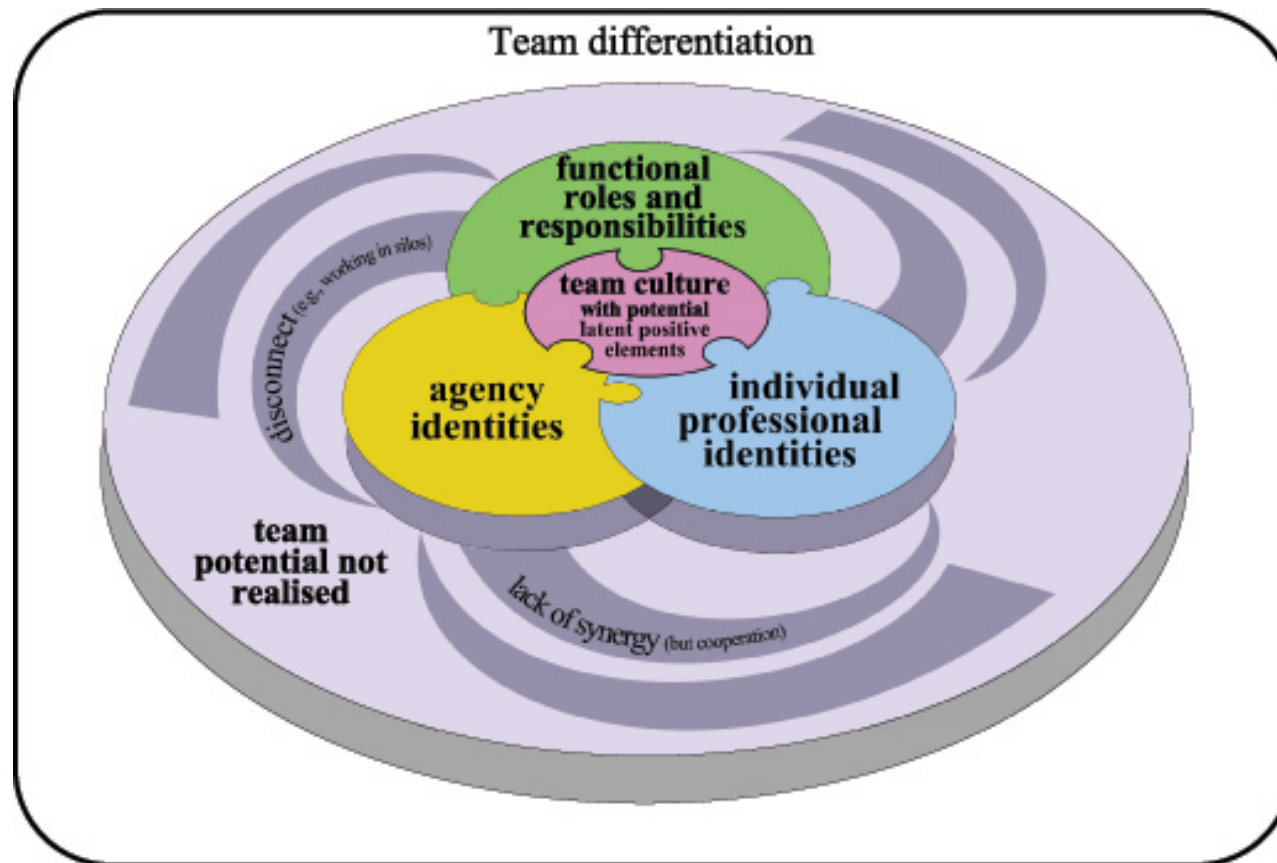 Team differentiation
functional
roles and
responsibilities
team culture
with potential
latent positive
elements
agency
identities
individual
professional
identities
disconnect (e.g., working in silos)
team
potential not
realised
lack of synergy (but cooperation)